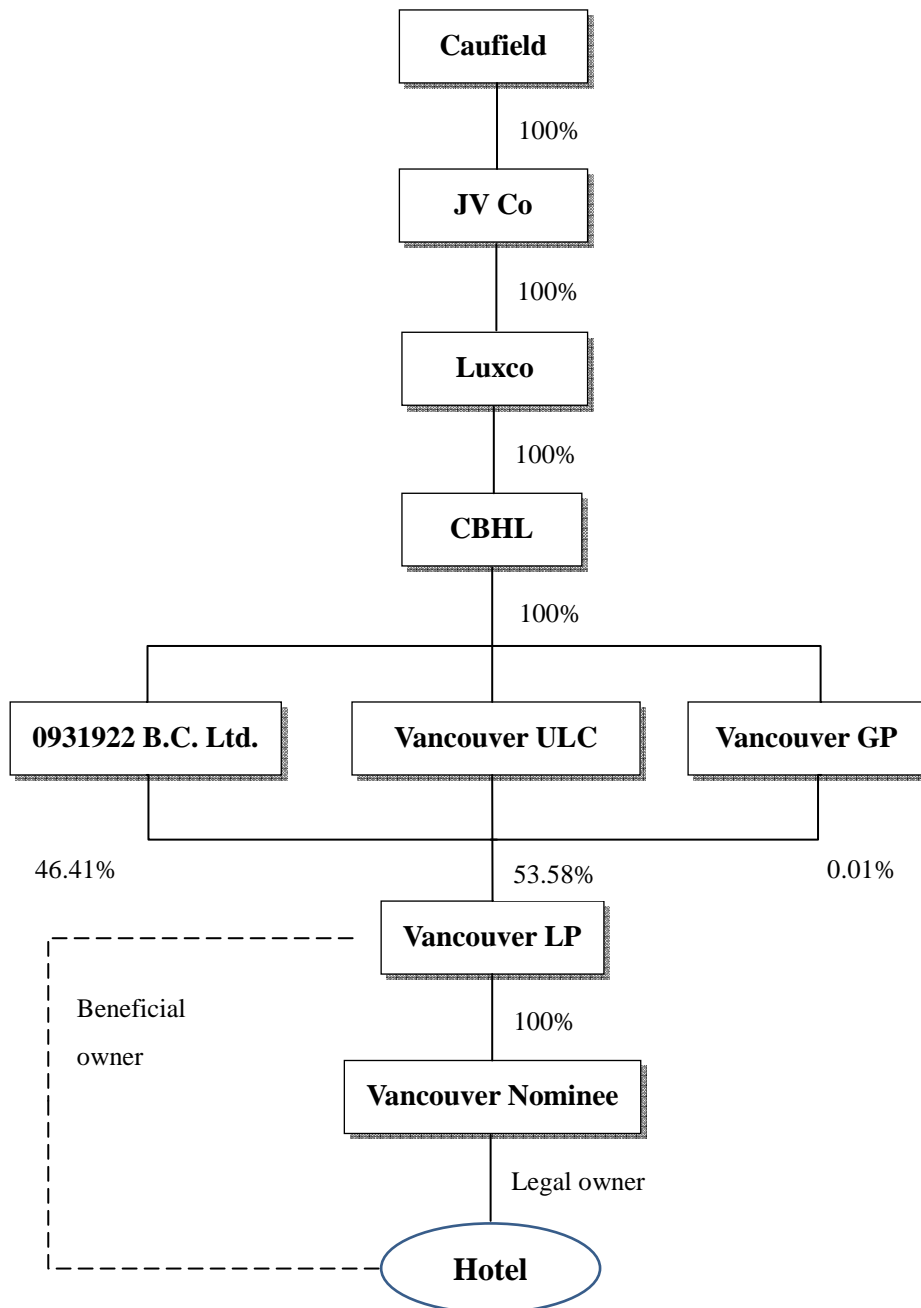 Caufield
100%
JV Co
100%
Luxco
100%
CBHL
100%
0931922 B.C. Ltd.
Vancouver ULC
Vancouver GP
46.41%
53.58%
0.01%
Vancouver LP
Beneficial
owner
100%
Vancouver Nominee
Legal owner
Hotel